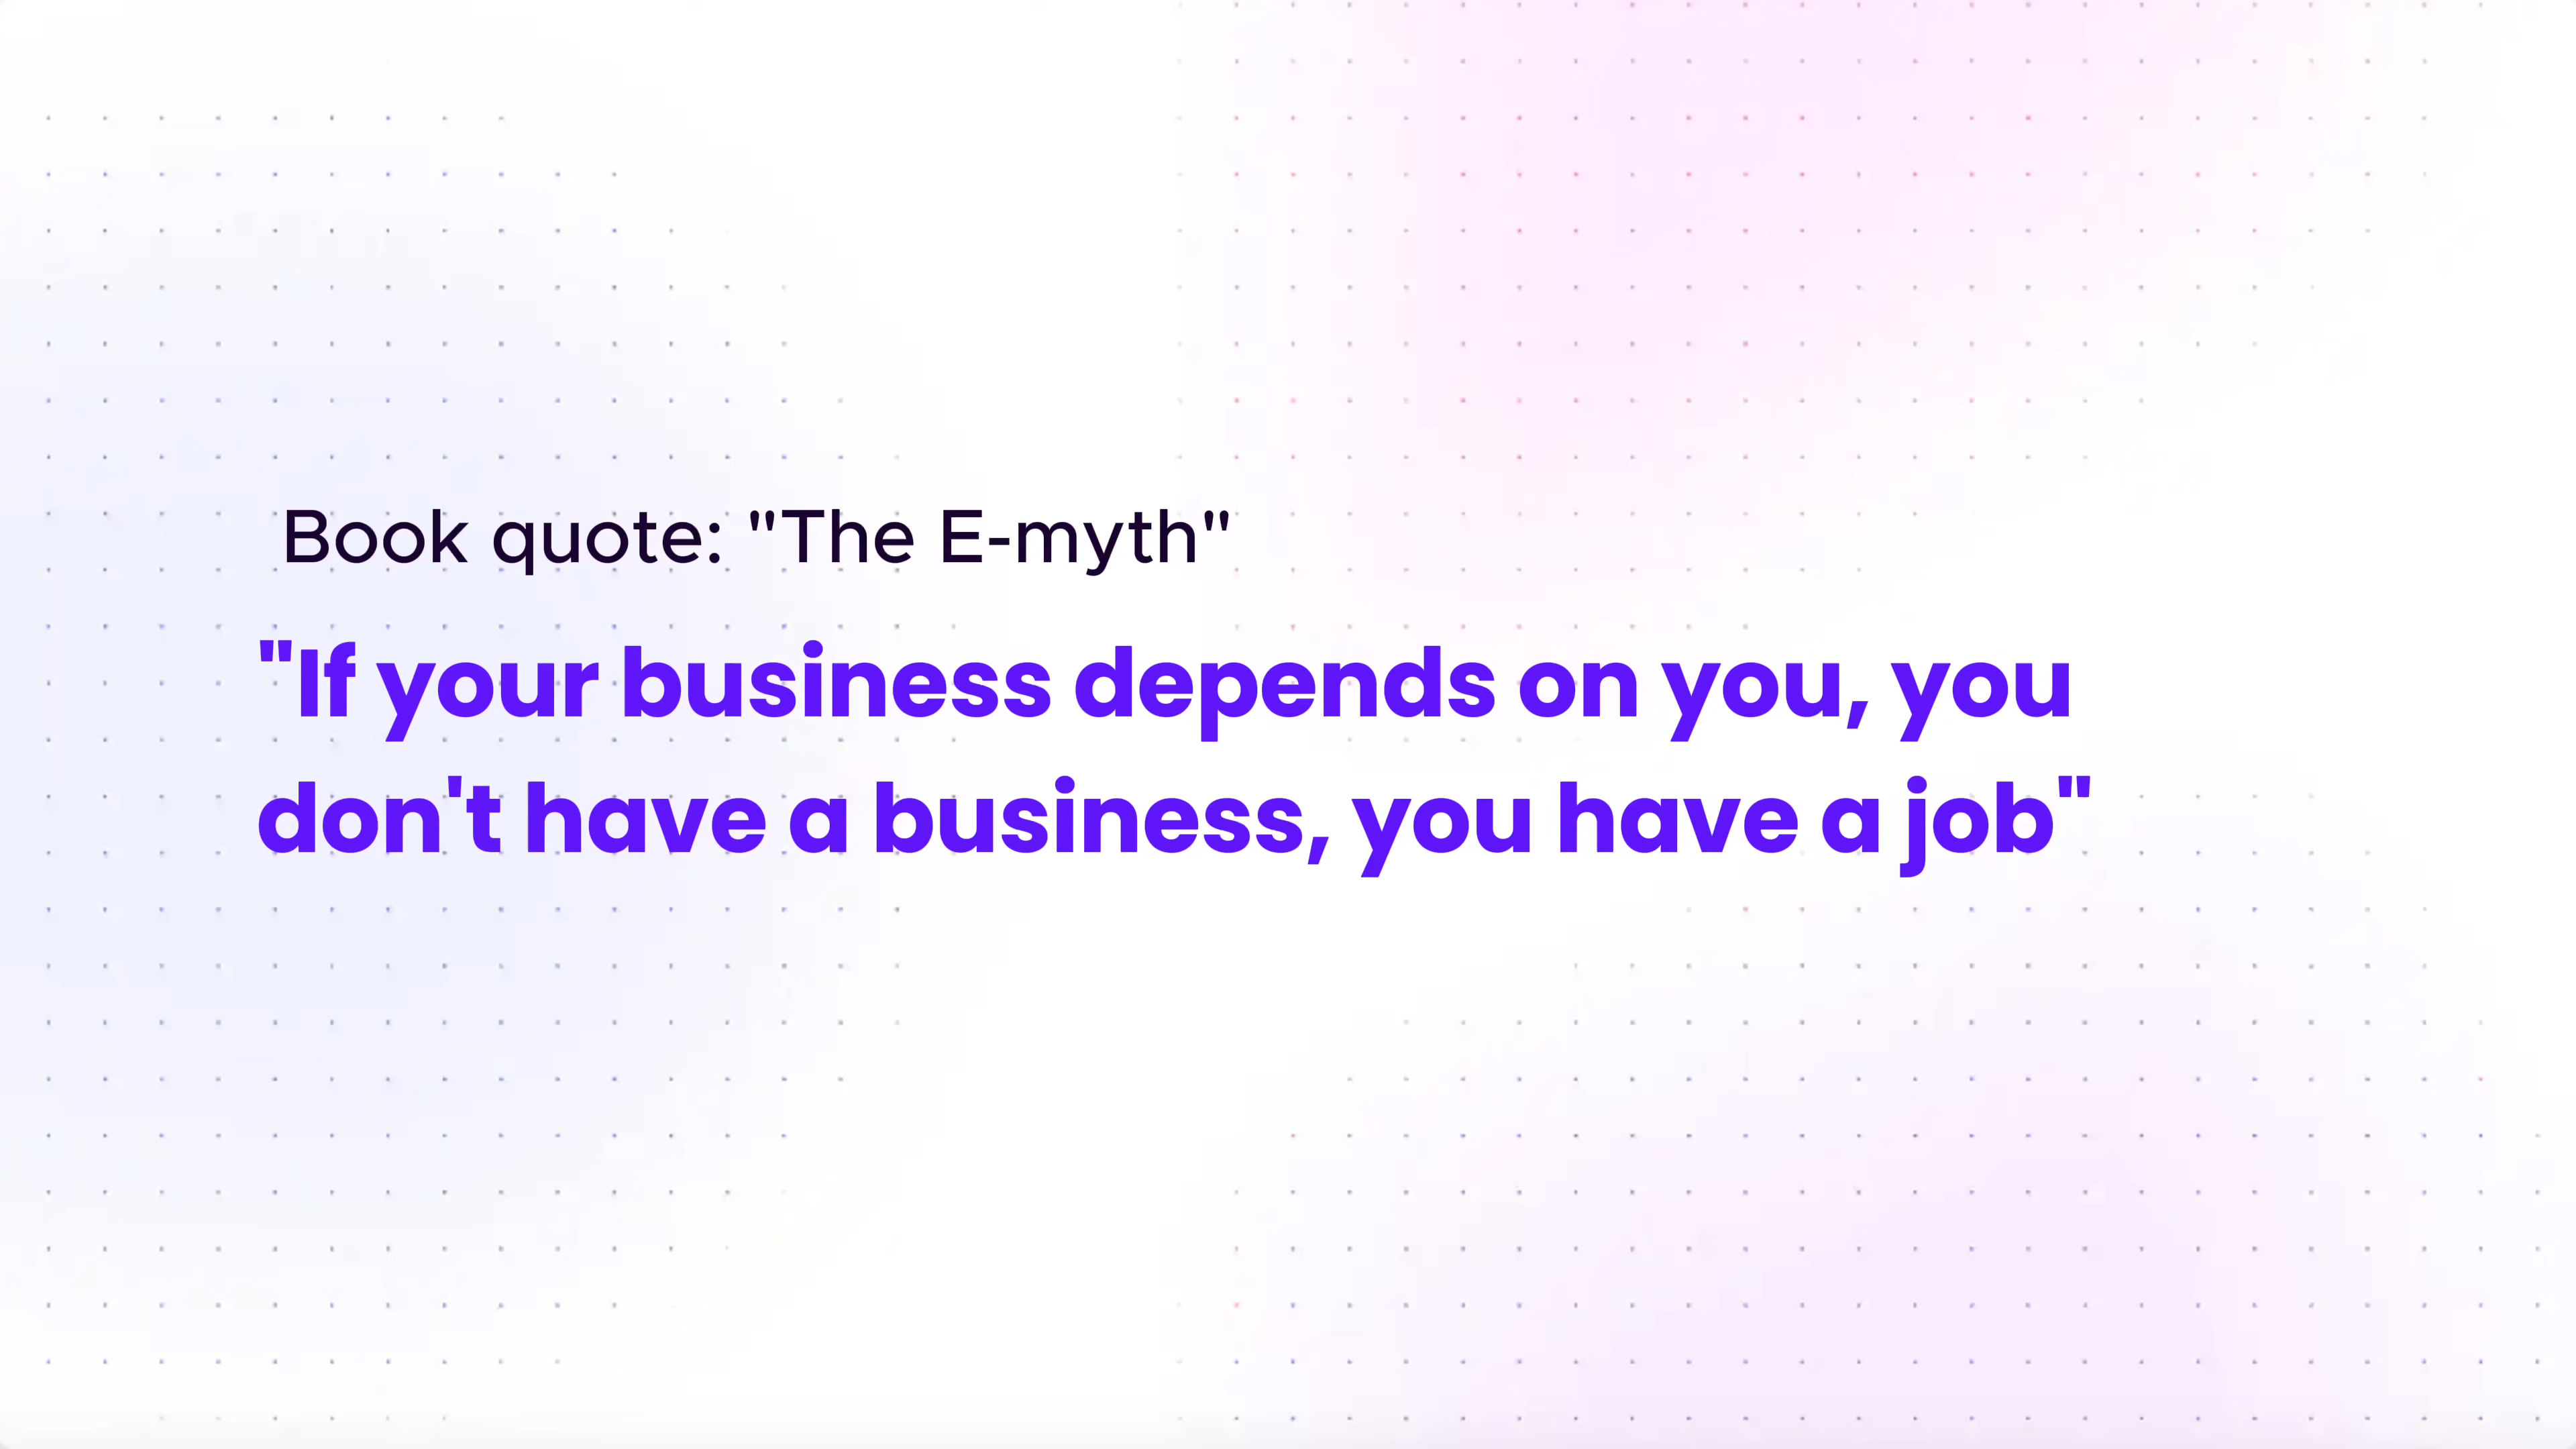 Book quote: "The E-myth"
"If your business depends on you, you
don't have a business, you have a job"